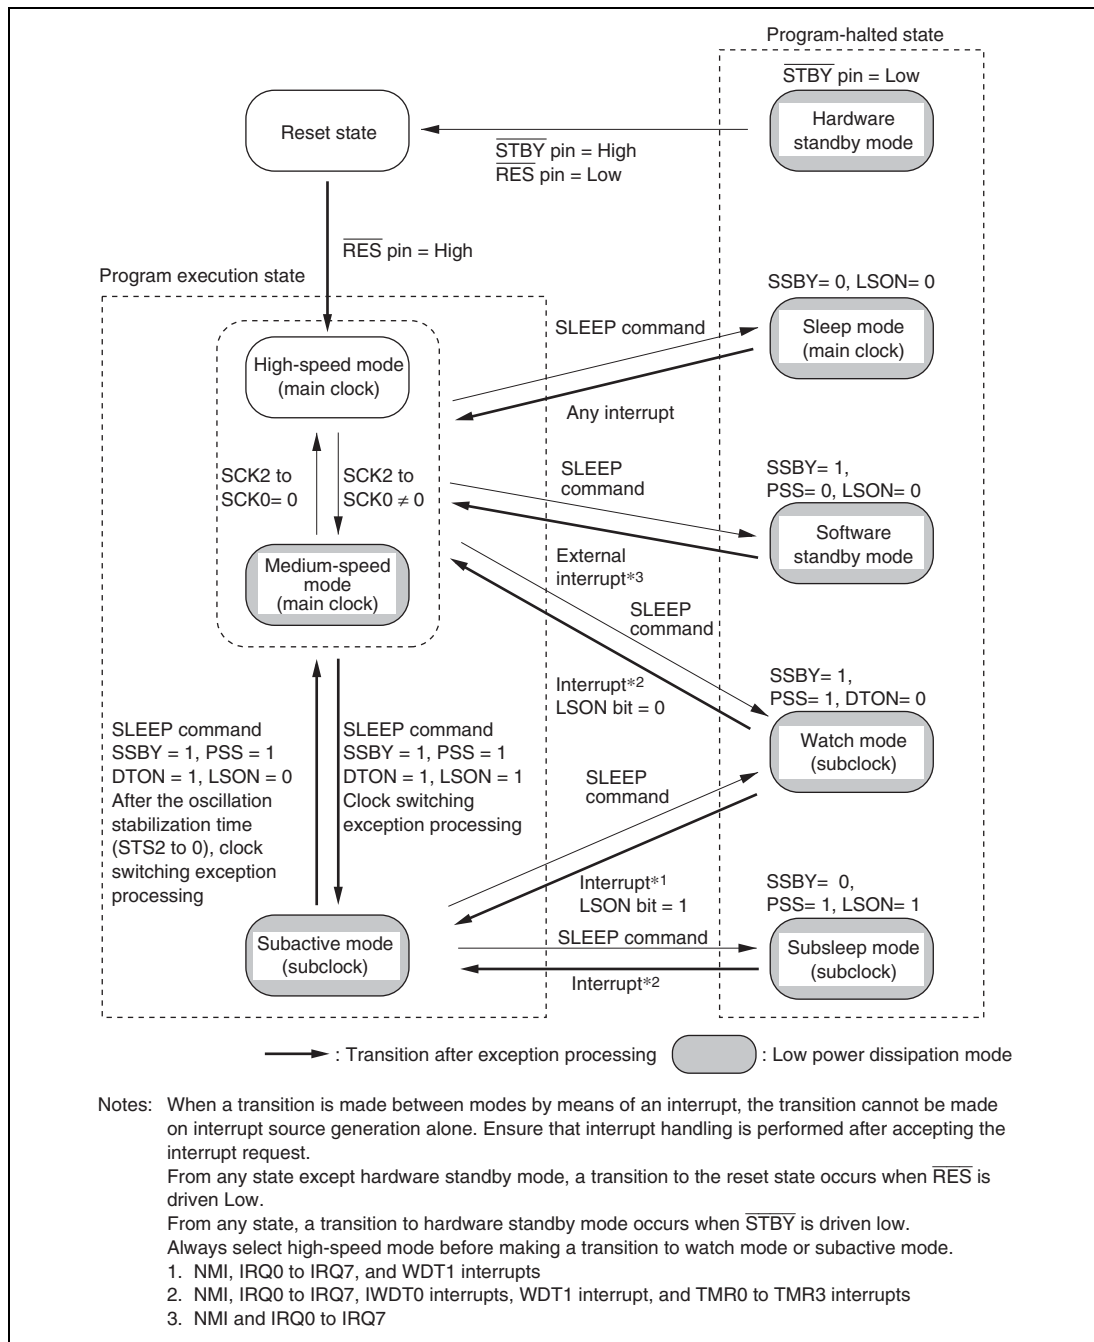 Program-halted state
STBY pin = Low
Hardware
standby mode
Reset state
STBY pin = High
RES pin = Low
RES pin = High
Program execution state
SSBY= 0, LSON= 0
SLEEP command
Sleep mode
(main clock)
High-speed mode
(main clock)
Any interrupt
SCK2 to
SCK0= 0
SCK2 to
SCK0 ≠ 0
SLEEP
command
SSBY= 1,
PSS= 0, LSON= 0
Software
standby mode
External
interrupt*3
Medium-speed
mode
(main clock)
SLEEP
command
Interrupt*2
LSON bit = 0
SSBY= 1,
PSS= 1, DTON= 0
Watch mode
(subclock)
SLEEP command
SSBY = 1, PSS = 1
DTON = 1, LSON = 0
After the oscillation
stabilization time
(STS2 to 0), clock
switching exception
processing
SLEEP command
SSBY = 1, PSS = 1
DTON = 1, LSON = 1
Clock switching
exception processing
SLEEP
command
Interrupt*1
LSON bit = 1
SSBY= 0,
PSS= 1, LSON= 1
SLEEP command
Subactive mode
(subclock)
Subsleep mode
(subclock)
Interrupt*2
: Transition after exception processing
: Low power dissipation mode
Notes: When a transition is made between modes by means of an interrupt, the transition cannot be made
on interrupt source generation alone. Ensure that interrupt handling is performed after accepting the
interrupt request.
From any state except hardware standby mode, a transition to the reset state occurs when RES is
driven Low.
From any state, a transition to hardware standby mode occurs when STBY is driven low.
Always select high-speed mode before making a transition to watch mode or subactive mode.
1. NMI, IRQ0 to IRQ7, and WDT1 interrupts
2. NMI, IRQ0 to IRQ7, IWDT0 interrupts, WDT1 interrupt, and TMR0 to TMR3 interrupts
3. NMI and IRQ0 to IRQ7